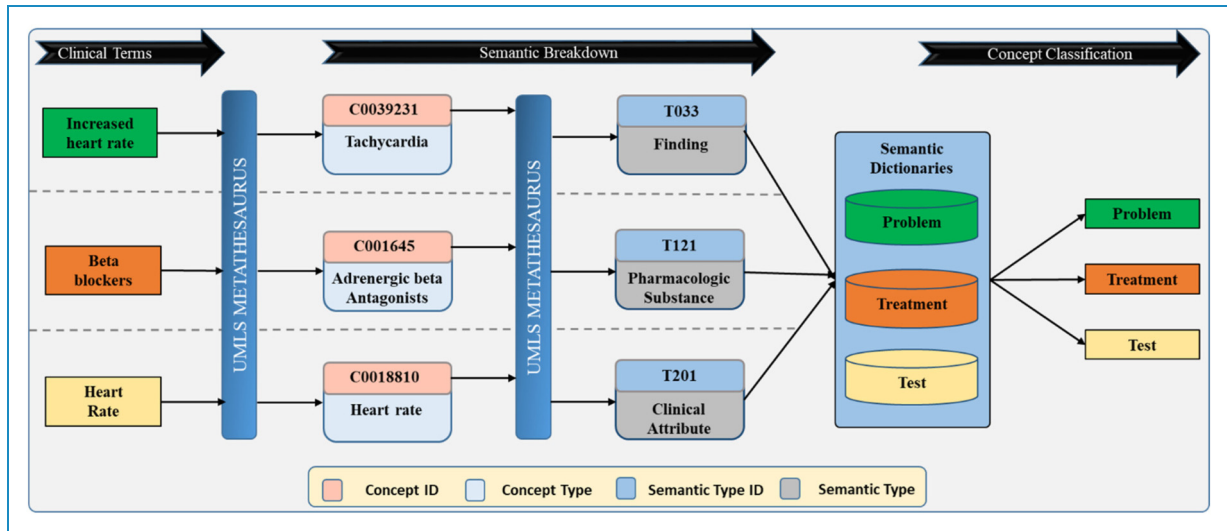 Clinical Terms
Semantic Breakdown
Concept Classification
Increased
heart rate
UMLS METATHESAURUS
C0039231
Tachycardia
UMLS METATHESAURUS
T033
Finding
Beta
blockers
C001645
Adrenergic beta
Antagonists
T121
Pharmacologic
Substance
Heart
Rate
C0018810
Heart rate
T201
Clinical
Attribute
Semantic
Dictionaries
Problem
Treatment
Test
Problem
Treatment
Test
Concept ID
Concept Type
Semantic Type ID
Semantic Type